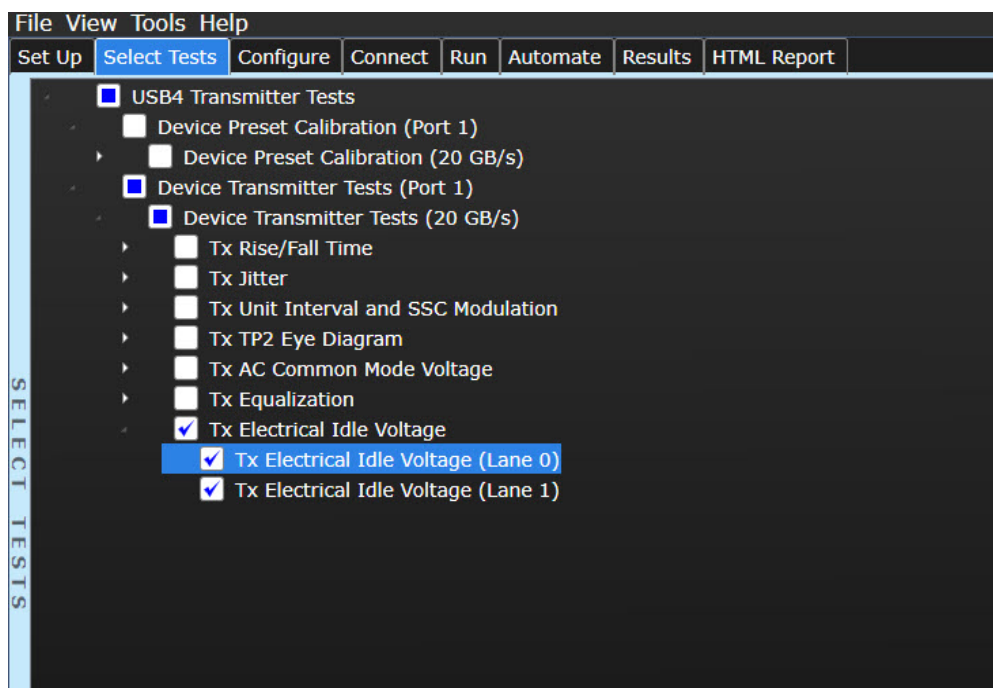 File View Tools Help
Set Up Select Tests Configure Connect Run Automate Results HTML Report
USB4 Transmitter Tests
Device Preset Calibration (Port 1)
Device Preset Calibration (20 GB/s)
Device Transmitter Tests (Port 1)
Device Transmitter Tests (20 GB/s)
Tx Rise/Fall Time
Tx Jitter
Tx Unit Interval and SSC Modulation
Tx TP2 Eye Diagram
Tx AC Common Mode Voltage
Tx Equalization
Tx Electrical Idle Voltage
Tx Electrical Idle Voltage (Lane 0)
Tx Electrical Idle Voltage (Lane 1)
SELECT TESTS